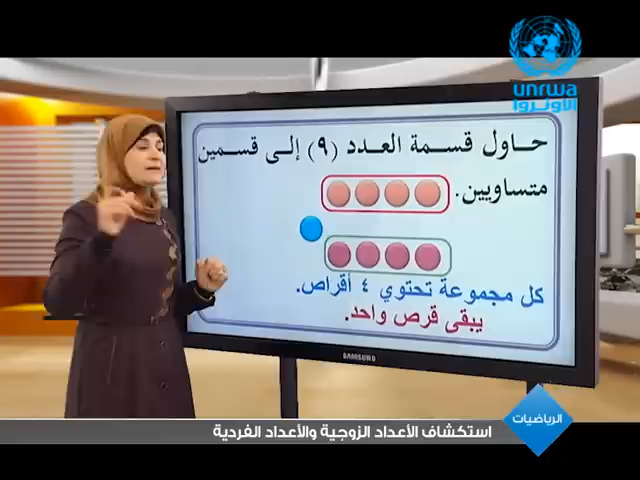 unrwa
الأونروا
حاول قسمة العدد (٩) إلى قسمين
متساويين.
كل مجموعة تحتوي ٤ أقراص.
يبقى قرص واحد.
SAMSUNG
الرياضيات
استكشاف الأعداد الزوجية والأعداد الفردية